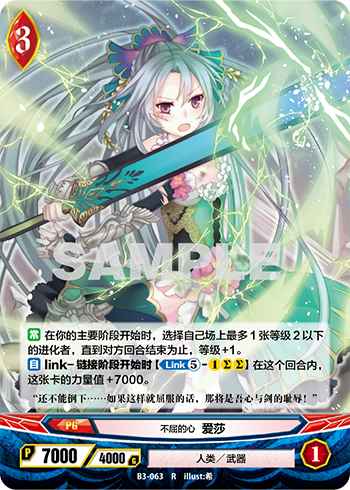 3
SAMPLE
常 在你的主要阶段开始时，选择自己场上最多1张等级2以下
的进化者，直到对方回合结束为止，等级+1。
自 link-链接阶段开始时【Link⑤-1ΣΣ】在这个回合内，
这张卡的力量值+7000。
“还不能倒下……如果这样就屈服的话，那将是吾心与剑的耻辱！”
PG 不屈的心 爱莎
P 7000 4000 G 人类／武器 1
B3-063 R illust:希